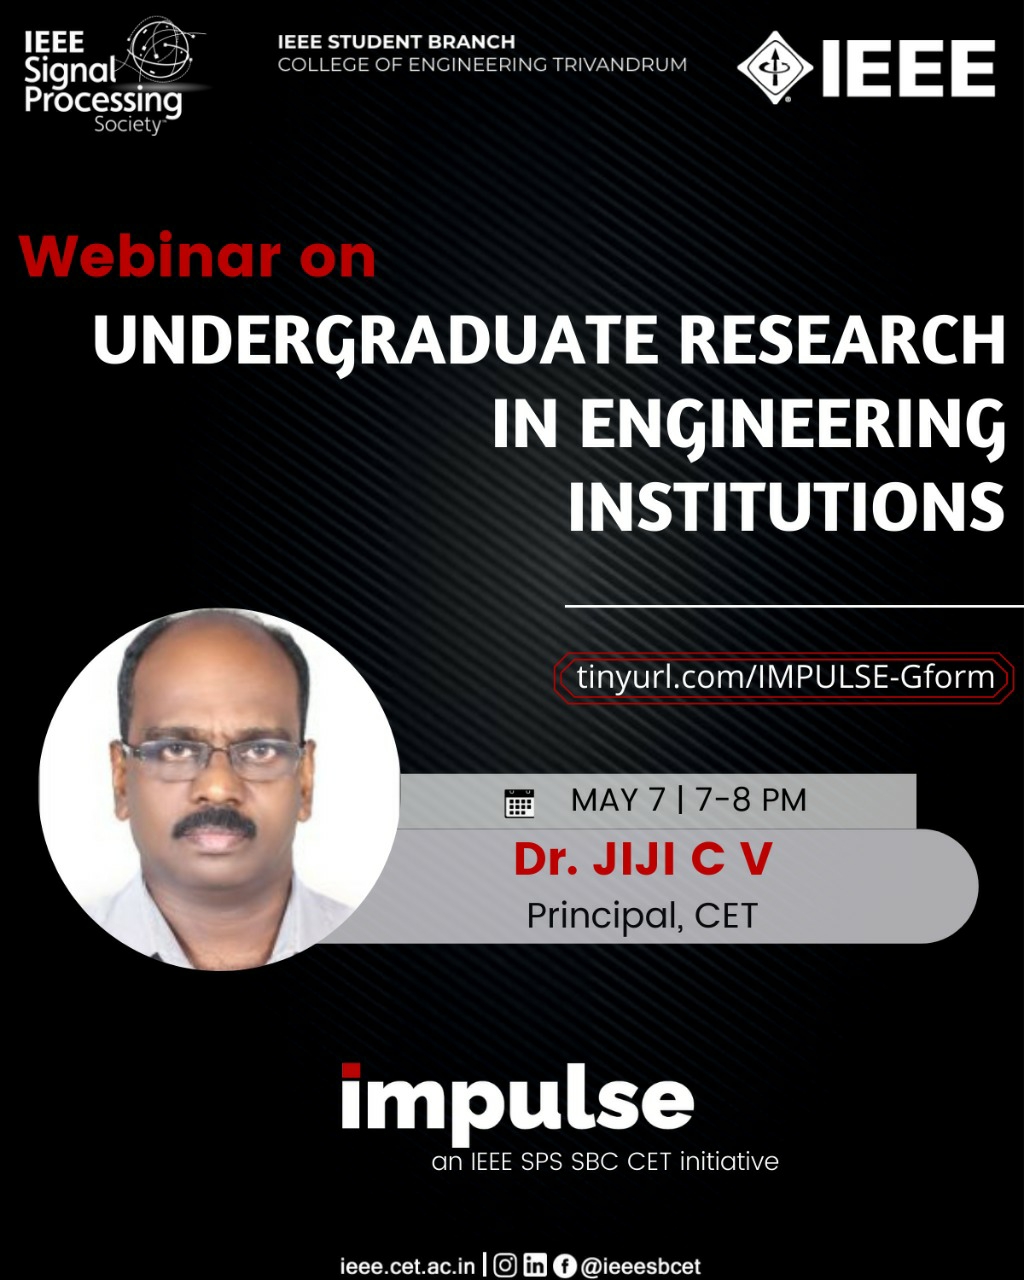 IEEE
Signal
Processing
Society™
IEEE STUDENT BRANCH
COLLEGE OF ENGINEERING TRIVANDRUM
IEEE
Webinar on
UNDERGRADUATE RESEARCH
IN ENGINEERING
INSTITUTIONS
tinyurl.com/IMPULSE-Gform
MAY 7 | 7-8 PM
Dr. JIJI C V
Principal, CET
impulse
an IEEE SPS SBC CET initiative
ieee.cet.ac.in | @ieeesbcet